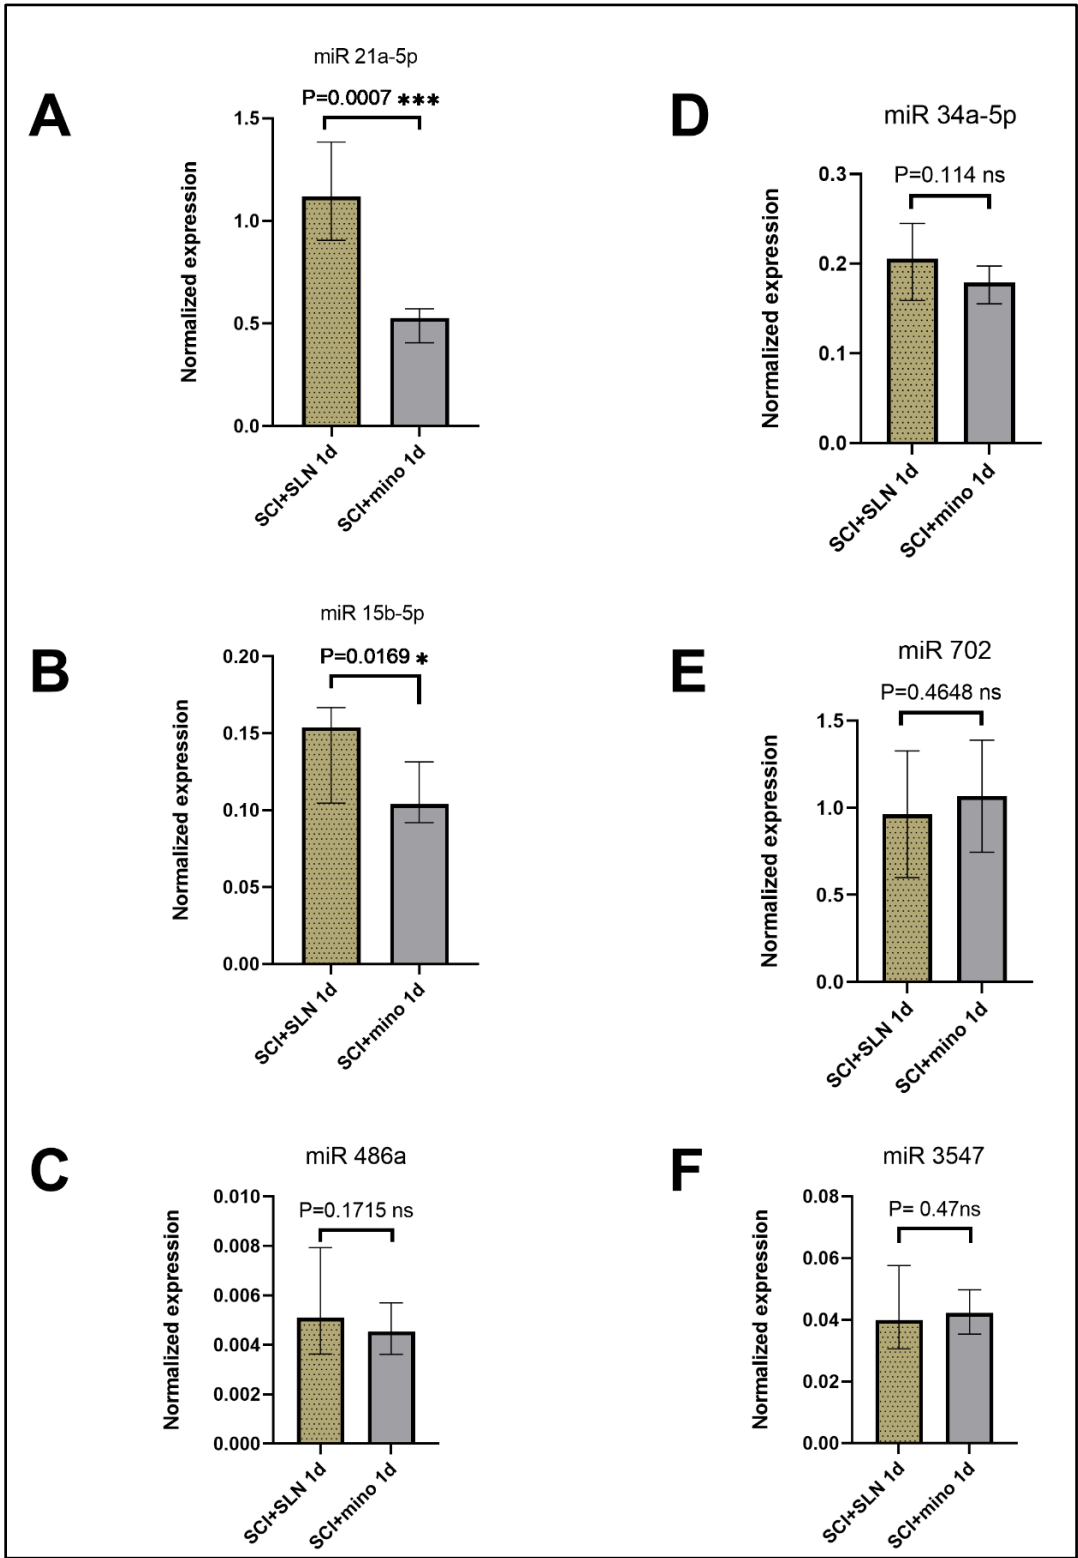 A
miR 21a-5p
P=0.0007 ***
Normalized expression
1.5
1.0
0.5
0.0
SCI+SLN 1d
SCI+mino 1d
D
miR 34a-5p
P=0.114 ns
Normalized expression
0.3
0.2
0.1
0.0
SCI+SLN 1d
SCI+mino 1d
B
miR 15b-5p
P=0.0169 *
Normalized expression
0.20
0.15
0.10
0.05
0.00
SCI+SLN 1d
SCI+mino 1d
E
miR 702
P=0.4648 ns
Normalized expression
1.5
1.0
0.5
0.0
SCI+SLN 1d
SCI+mino 1d
C
miR 486a
P=0.1715 ns
Normalized expression
0.010
0.008
0.006
0.004
0.002
0.000
SCI+SLN 1d
SCI+mino 1d
F
miR 3547
P= 0.47ns
Normalized expression
0.08
0.06
0.04
0.02
0.00
SCI+SLN 1d
SCI+mino 1d